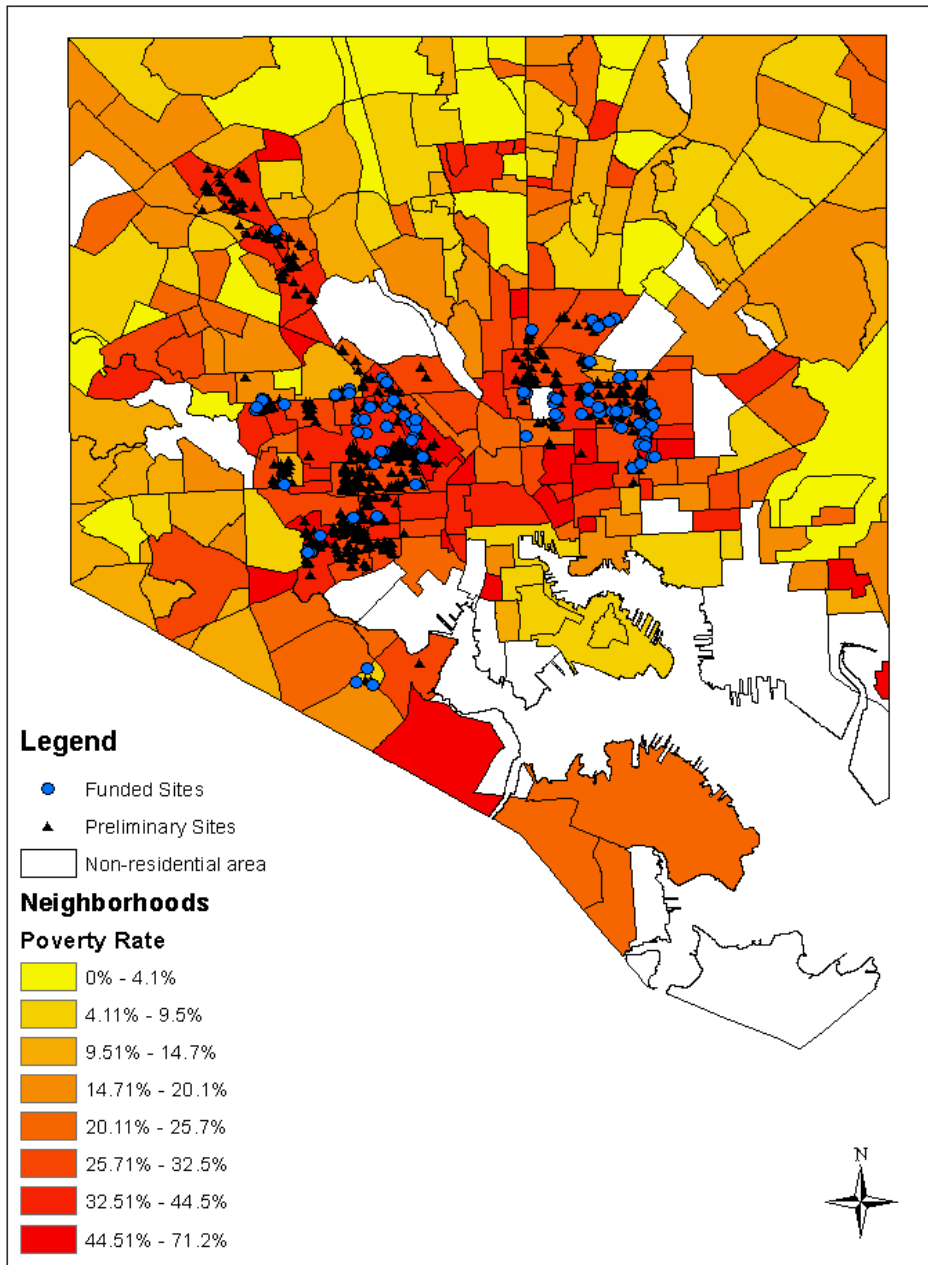 Legend
Funded Sites
Preliminary Sites
Non-residential area
Neighborhoods
Poverty Rate
0% - 4.1%
4.11% - 9.5%
9.51% - 14.7%
14.71% - 20.1%
20.11% - 25.7%
25.71% - 32.5%
32.51% - 44.5%
44.51% - 71.2%
N